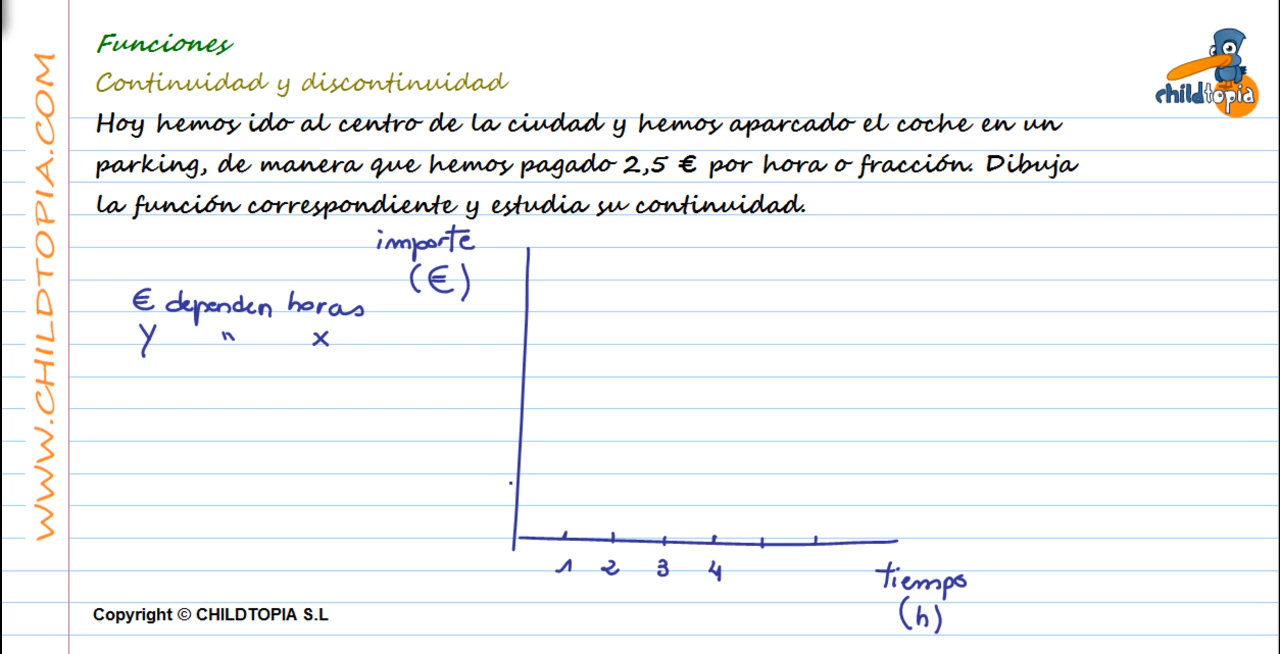 Funciones
Continuidad y discontinuidad
Hoy hemos ido al centro de la ciudad y hemos aparcado el coche en un
parking, de manera que hemos pagado 2,5 € por hora o fracción. Dibuja
la función correspondiente y estudia su continuidad.
childtopia
WWW.CHILDTOPIA.COM
importe
(€)
€ dependen horas
y " x
1 2 3 4
tiempo
(h)
Copyright © CHILDTOPIA S.L